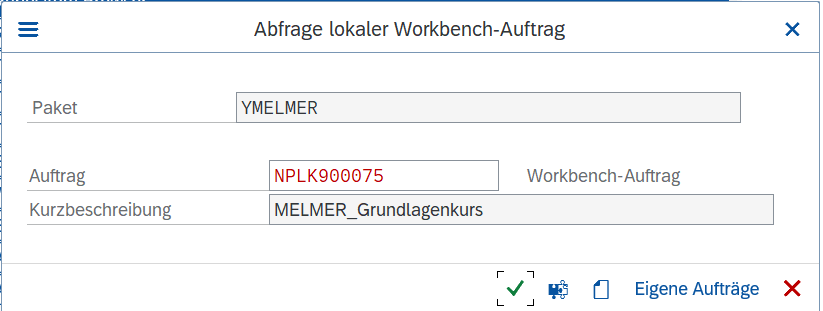 Abfrage lokaler Workbench-Auftrag
Paket YMELMER
Auftrag NPLK900075 Workbench-Auftrag
Kurzbeschreibung MELMER_Grundlagenkurs
Eigene Aufträge